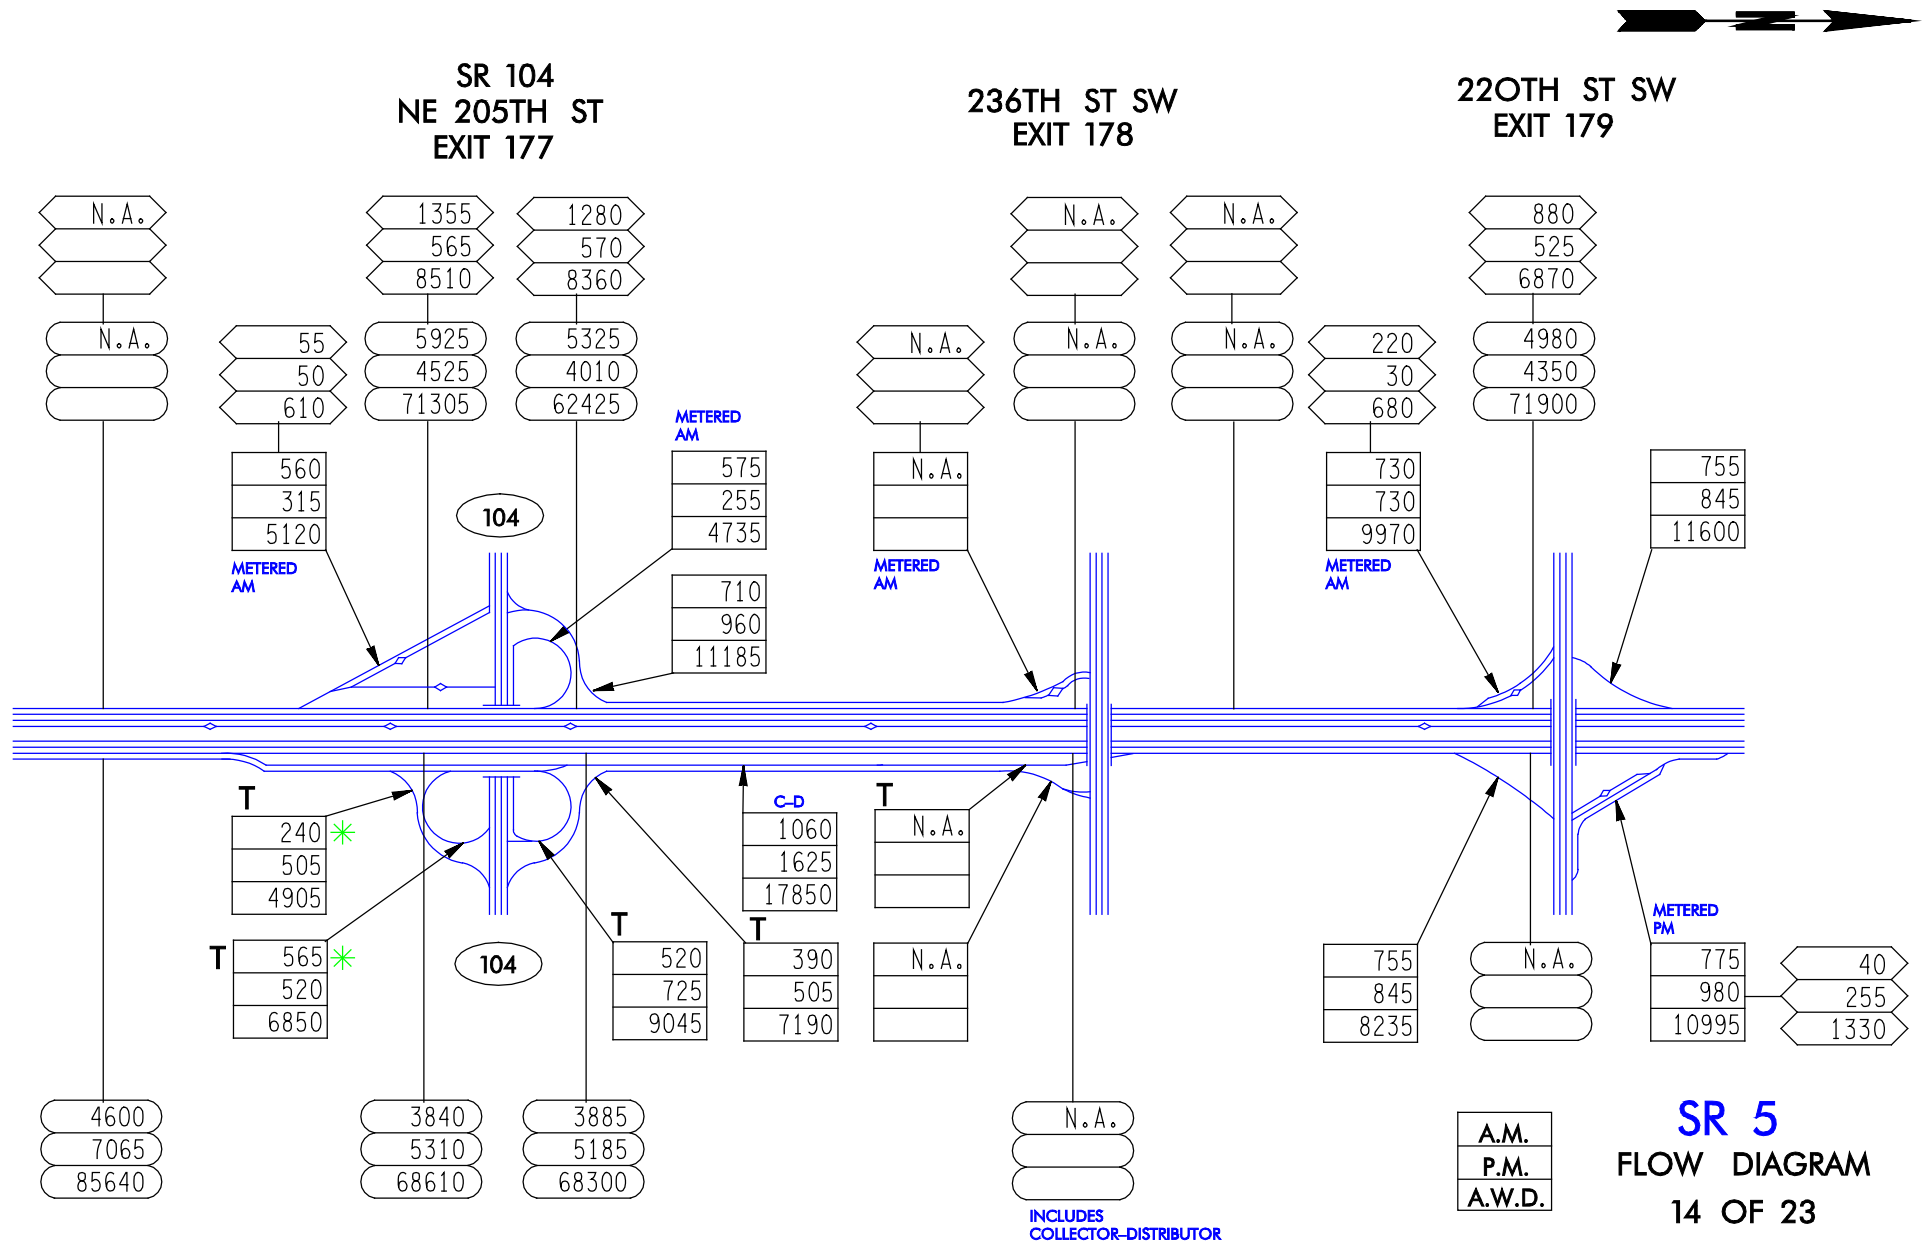 N
SR 104
NE 205TH ST
EXIT 177
236TH ST SW
EXIT 178
220TH ST SW
EXIT 179
N.A.
1355
565
8510
1280
570
8360
N.A.
N.A.
880
525
6870
N.A.
55
50
610
5925
4525
71305
5325
4010
62425
N.A.
N.A.
N.A.
220
30
680
4980
4350
71900
METERED
AM
560
315
5120
METERED
AM
104
575
255
4735
710
960
11185
N.A.
METERED
AM
730
730
9970
METERED
AM
755
845
11600
T
240 *
505
4905
T
565 *
520
6850
104
T
520
725
9045
C-D
1060
1625
17850
T
390
505
7190
T
N.A.
N.A.
755
845
8235
N.A.
METERED
PM
775
980
10995
40
255
1330
4600
7065
85640
3840
5310
68610
3885
5185
68300
N.A.
INCLUDES
COLLECTOR-DISTRIBUTOR
A.M.
P.M.
A.W.D.
SR 5
FLOW DIAGRAM
14 OF 23